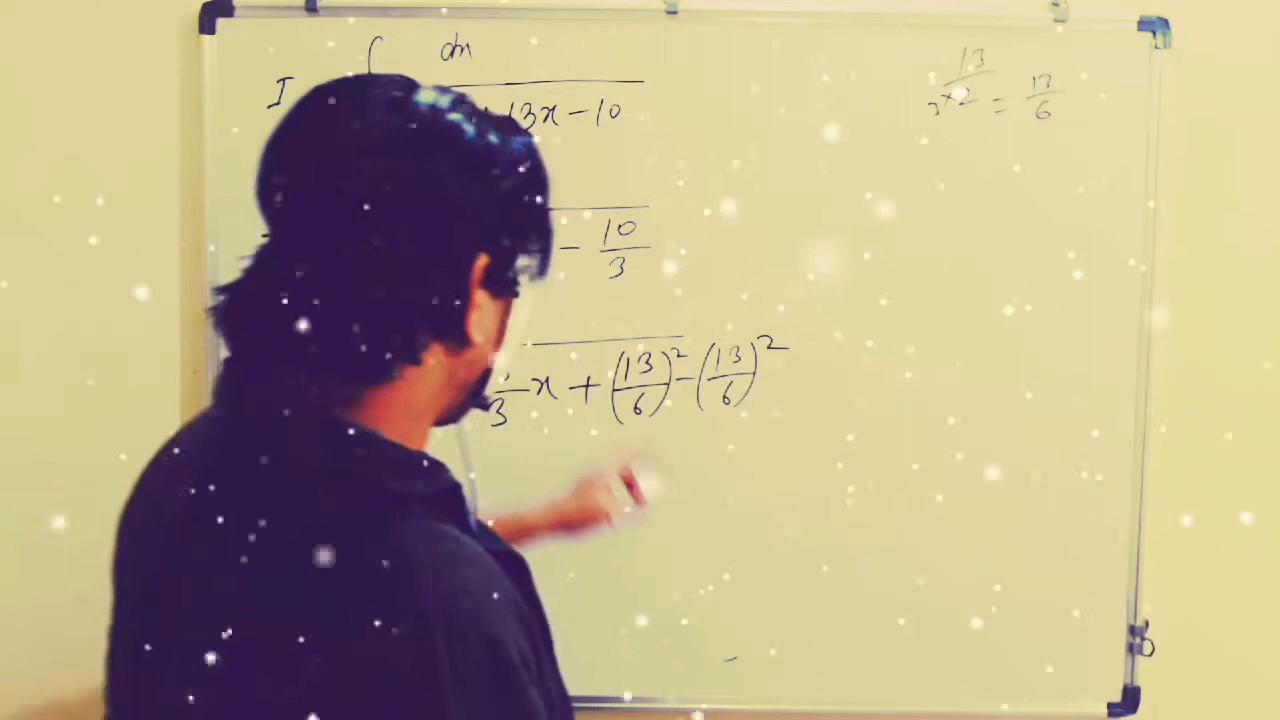 I ∫ dx
13x - 10
- 10/3
3 x + (13/6)² - (13/6)²
13/3×2 = 13/6